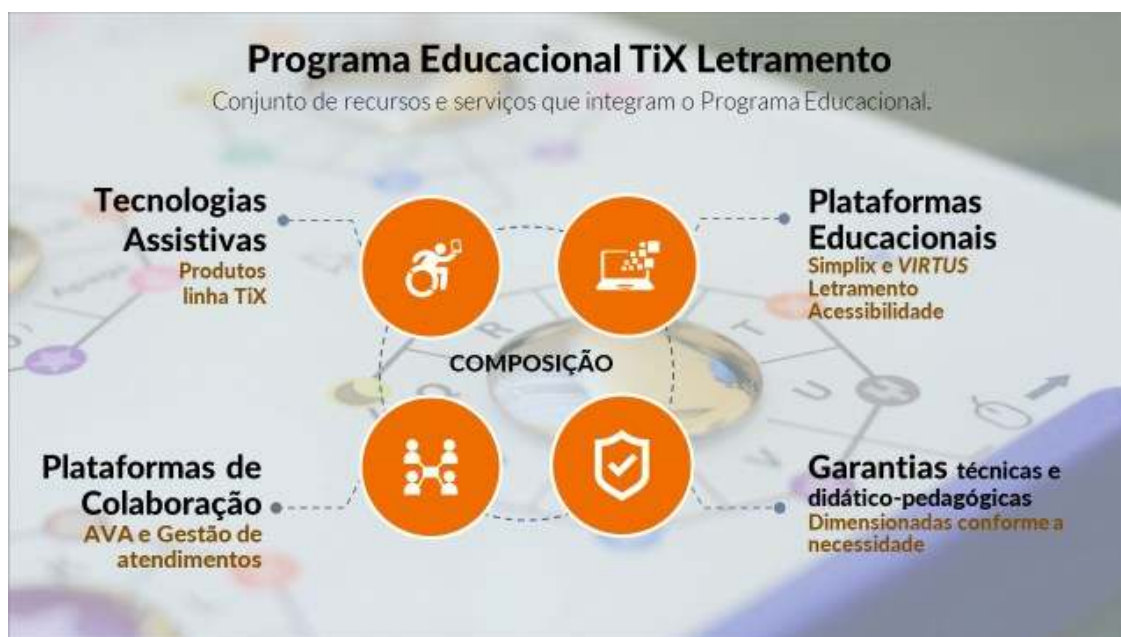 Programa Educacional TiX Letramento
Conjunto de recursos e serviços que integram o Programa Educacional.
Tecnologias
Assistivas
Produtos
linha TiX
Plataformas
Educacionais
Simplix e VIRTUS
Letramento
Acessibilidade
COMPOSIÇÃO
Plataformas de
Colaboração
AVA e Gestão de
atendimentos
Garantias técnicas e
didático-pedagógicas
Dimensionadas conforme a
necessidade
R
T
U
V
Q